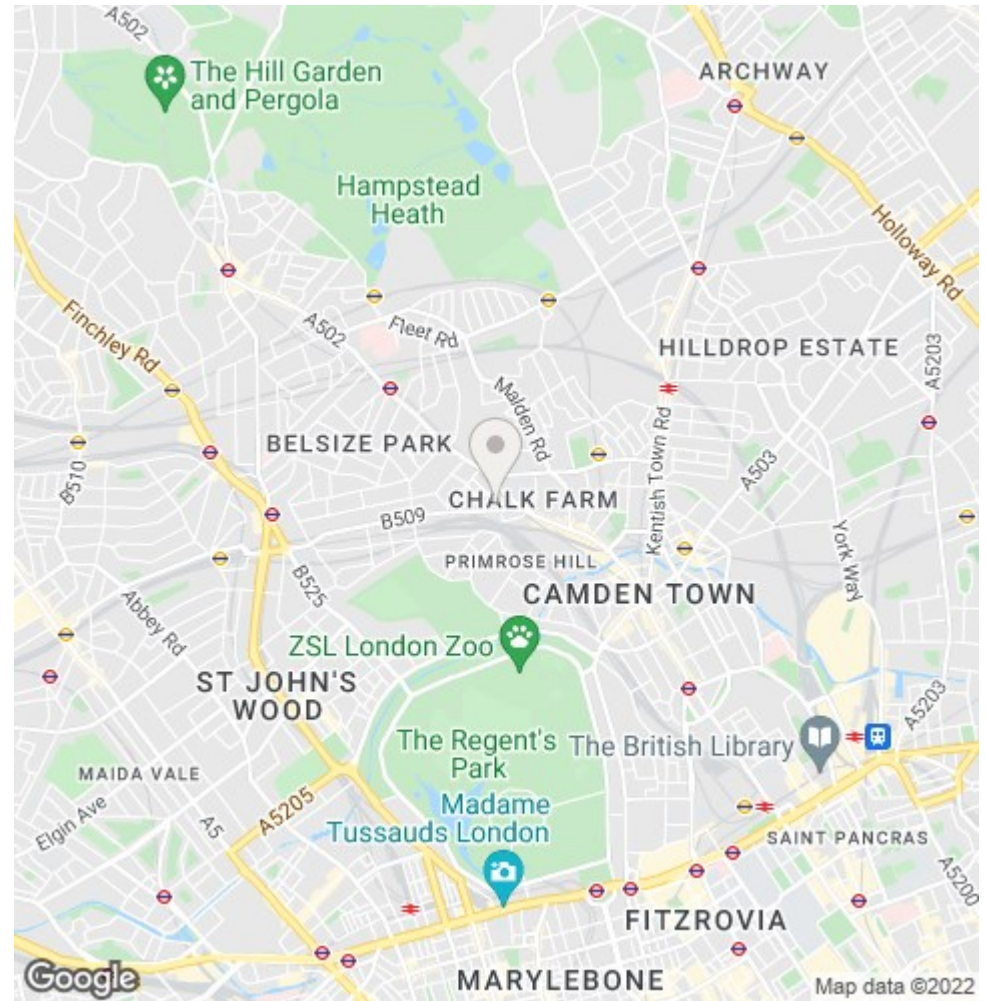 A502
The Hill Garden
and Pergola
ARCHWAY
Hampstead
Heath
Holloway Rd
Finchley Rd
A502
Fleet Rd
HILLDROP ESTATE
A5203
Malden Rd
BELSIZE PARK
Kentish Town Rd
A503
B510
CHALK FARM
B509
York Way
PRIMROSE HILL
B525
CAMDEN TOWN
Abbey Rd
ZSL London Zoo
ST JOHN'S
WOOD
A5203
The Regent's
Park
The British Library
MAIDA VALE
Madame
Tussauds London
Elgin Ave
A5
A5205
SAINT PANCRAS
A5200
FITZROVIA
MARYLEBONE
Google
Map data ©2022